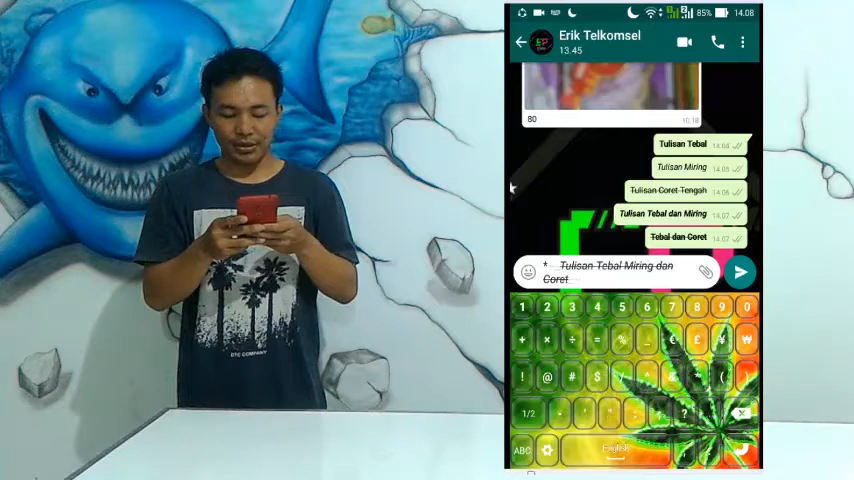 85% 14.08
Erik Telkomsel
13.45
80
10.18
Tulisan Tebal 14.04
Tulisan Miring 14.05
Tulisan Coret Tengah 14.06
Tulisan Tebal dan Miring 14.07
Tebal dan Coret 14.07
* Tulisan Tebal Miring dan
Coret
1 2 3 4 5 6 7 8 9 0
+ × ÷ = % _ € £ ¥ ₩
! @ # $ / ^ & * ( )
1/2 - ' " : ; ?
ABC English
DTC COMPANY